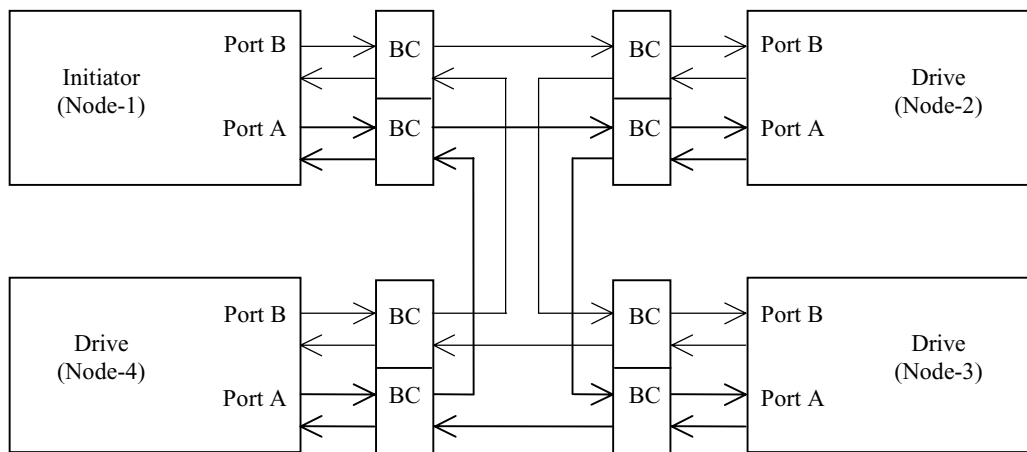 Port B
BC
BC
Port B
Initiator
(Node-1)
Drive
(Node-2)
Port A
BC
BC
Port A
Port B
BC
BC
Port B
Drive
(Node-4)
Drive
(Node-3)
Port A
BC
BC
Port A